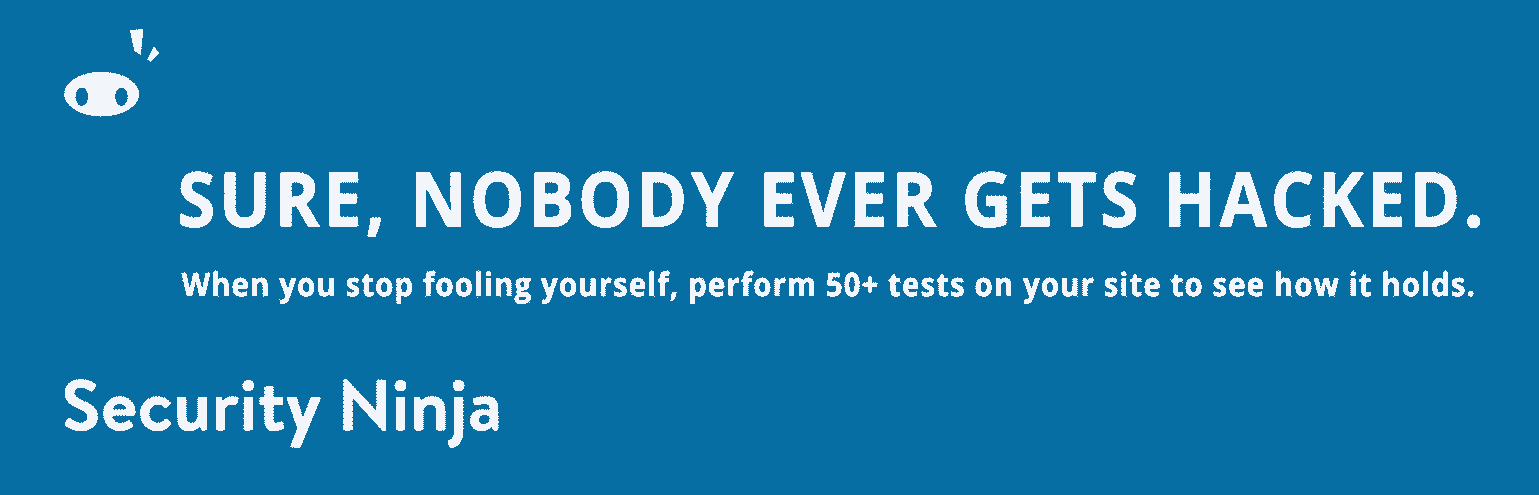 SURE, NOBODY EVER GETS HACKED.
When you stop fooling yourself, perform 50+ tests on your site to see how it holds.
Security Ninja